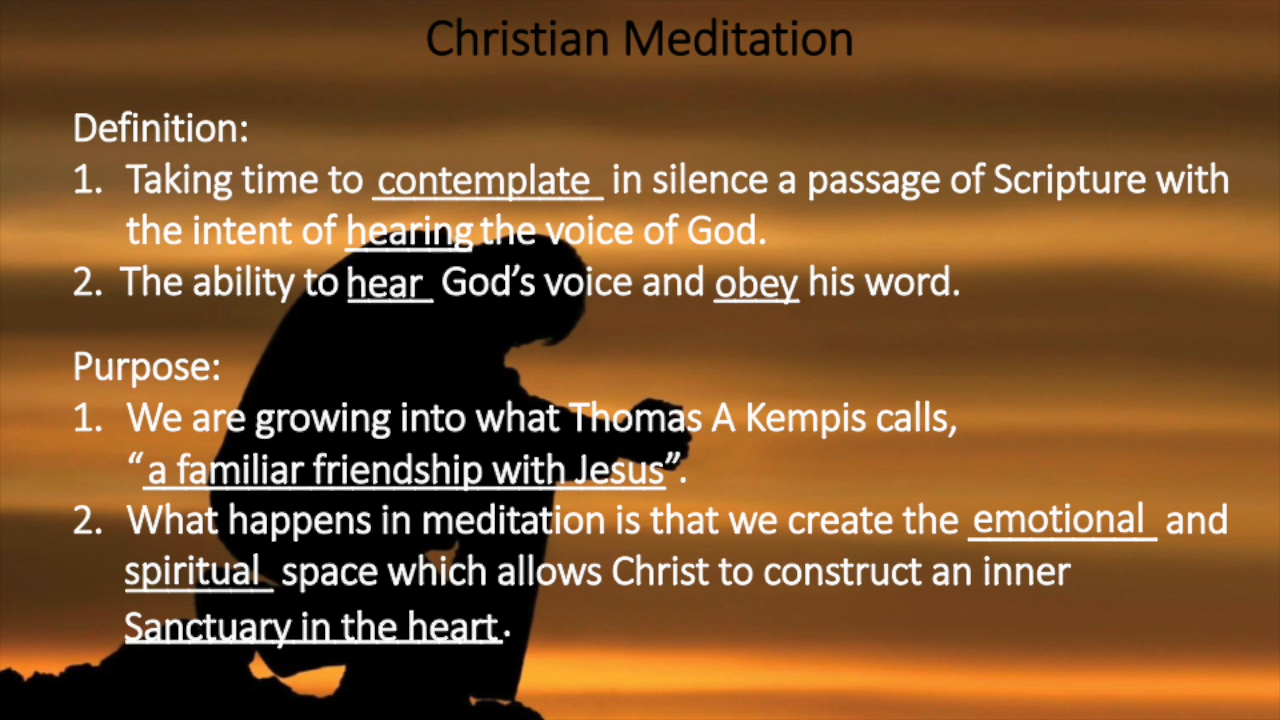 Christian Meditation
Definition:
1. Taking time to contemplate in silence a passage of Scripture with
the intent of hearing the voice of God.
2. The ability to hear God’s voice and obey his word.
Purpose:
1. We are growing into what Thomas A Kempis calls,
“a familiar friendship with Jesus”.
2. What happens in meditation is that we create the emotional and
spiritual space which allows Christ to construct an inner
Sanctuary in the heart.